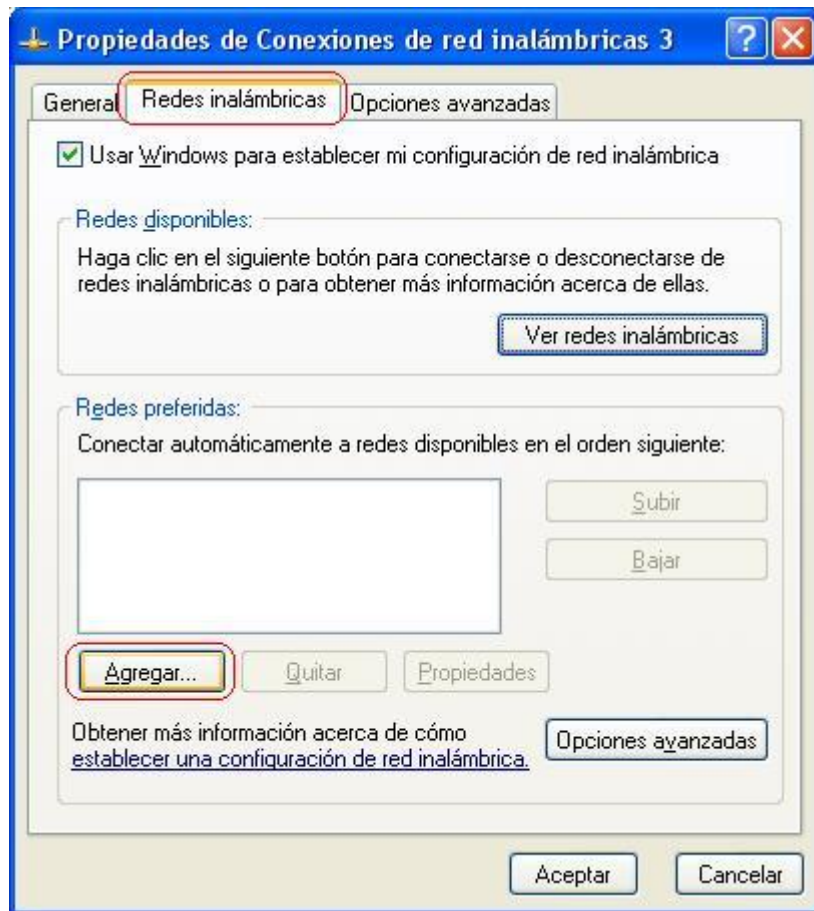 Propiedades de Conexiones de red inalámbricas 3
General Redes inalámbricas Opciones avanzadas
Usar Windows para establecer mi configuración de red inalámbrica
Redes disponibles:
Haga clic en el siguiente botón para conectarse o desconectarse de
redes inalámbricas o para obtener más información acerca de ellas.
Ver redes inalámbricas
Redes preferidas:
Conectar automáticamente a redes disponibles en el orden siguiente:
Subir
Bajar
Agregar... Quitar Propiedades
Obtener más información acerca de cómo
establecer una configuración de red inalámbrica.
Opciones avanzadas
Aceptar Cancelar